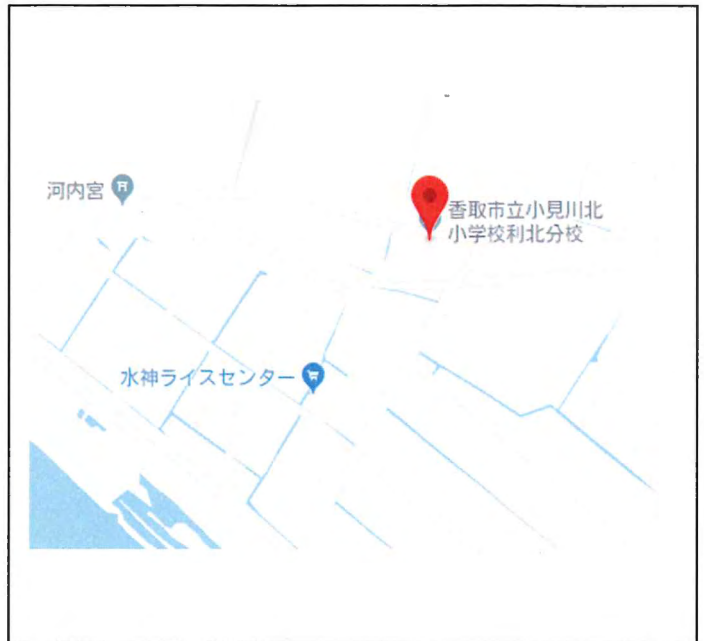 河内宮
香取市立小見川北
小学校利北分校
水神ライスセンター